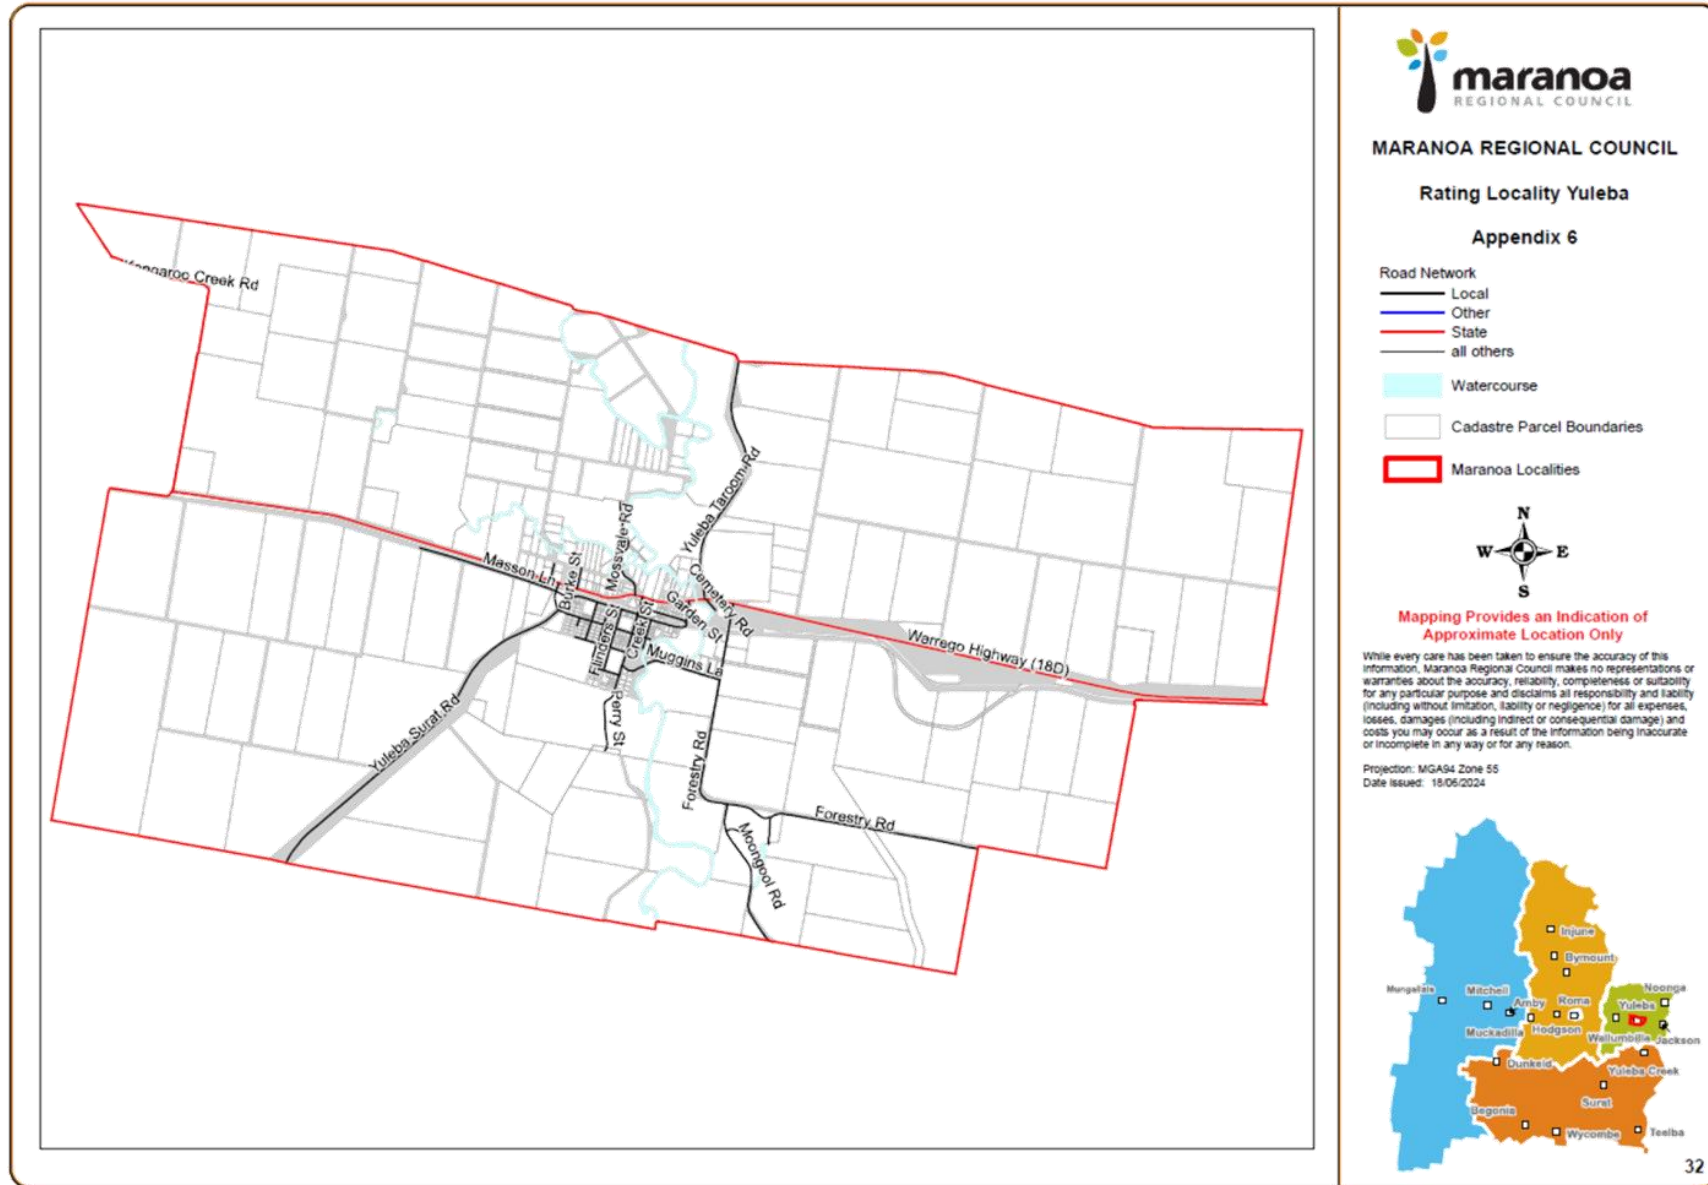 Kangaroo Creek Rd
Yuleba Taroom Rd
Mossvale Rd
Masson Ln
Burke St
Cemetery Rd
Garden St
Flinders St
Creek St
Muggins La
Warrego Highway (18D)
Perry St
Yuleba Surat Rd
Forestry Rd
Forestry Rd
Moongool Rd
maranoa
REGIONAL COUNCIL
MARANOA REGIONAL COUNCIL
Rating Locality Yuleba
Appendix 6
Road Network
Local
Other
State
all others
Watercourse
Cadastre Parcel Boundaries
Maranoa Localities
N
W E
S
Mapping Provides an Indication of
Approximate Location Only
While every care has been taken to ensure the accuracy of this
information, Maranoa Regional Council makes no representations or
warranties about the accuracy, reliability, completeness or suitability
for any particular purpose and disclaims all responsibility and liability
(including without limitation, liability or negligence) for all expenses,
losses, damages (including indirect or consequential damage) and
costs you may occur as a result of the information being inaccurate
or incomplete in any way or for any reason.
Projection: MGA94 Zone 55
Date Issued: 18/06/2024
Injune
Bymount
Mungallala
Mitchell
Amby
Roma
Noonga
Yuleba
Muckadilla
Hodgson
Wallumbilla
Jackson
Dunkeld
Yuleba Creek
Surat
Begonia
Wycombe
Teelba
32